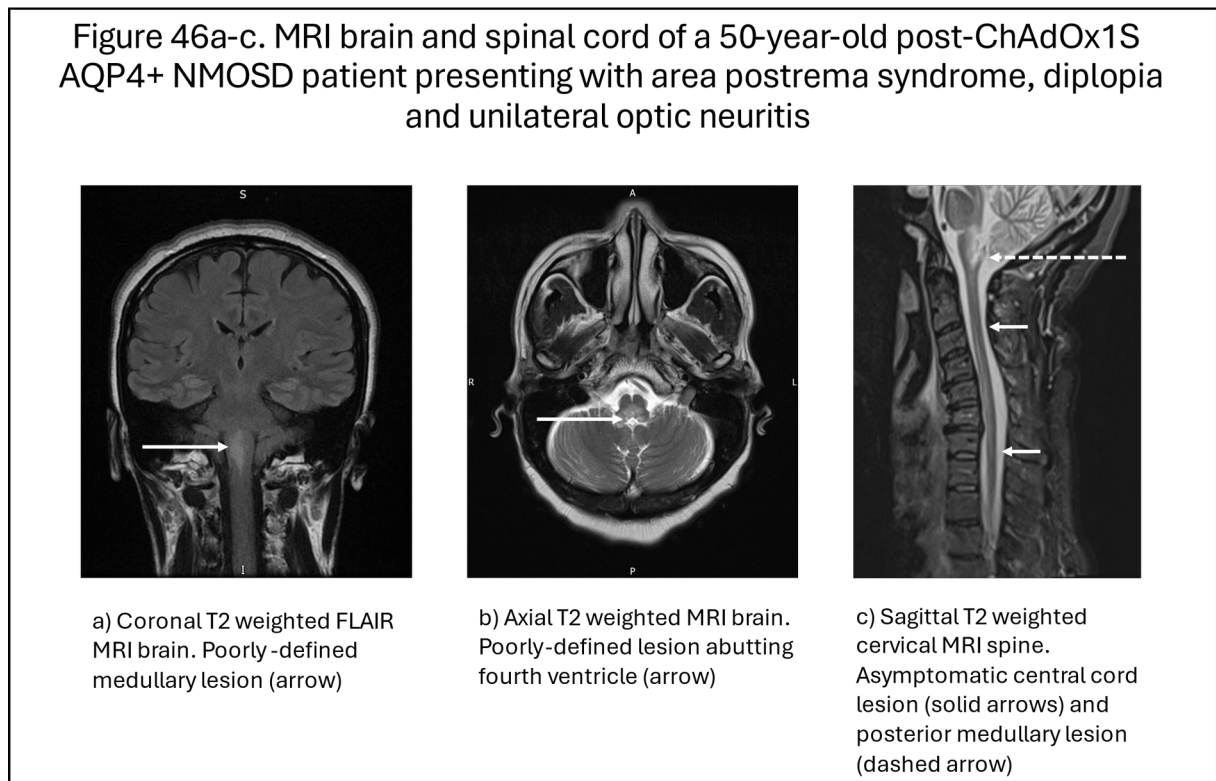 Figure 46a-c. MRI brain and spinal cord of a 50-year-old post-ChAdOx1S
AQP4+ NMOSD patient presenting with area postrema syndrome, diplopia
and unilateral optic neuritis
S
I
A
R
L
P
a) Coronal T2 weighted FLAIR
MRI brain. Poorly-defined
medullary lesion (arrow)
b) Axial T2 weighted MRI brain.
Poorly-defined lesion abutting
fourth ventricle (arrow)
c) Sagittal T2 weighted
cervical MRI spine.
Asymptomatic central cord
lesion (solid arrows) and
posterior medullary lesion
(dashed arrow)